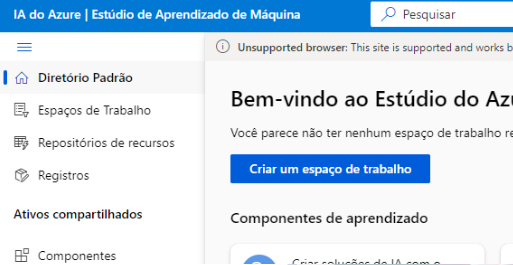 IA do Azure | Estúdio de Aprendizado de Máquina
Pesquisar
Unsupported browser: This site is supported and works b
Diretório Padrão
Espaços de Trabalho
Repositórios de recursos
Registros
Ativos compartilhados
Componentes
Bem-vindo ao Estúdio do Az
Você parece não ter nenhum espaço de trabalho re
Criar um espaço de trabalho
Componentes de aprendizado
Criar soluções de IA com o